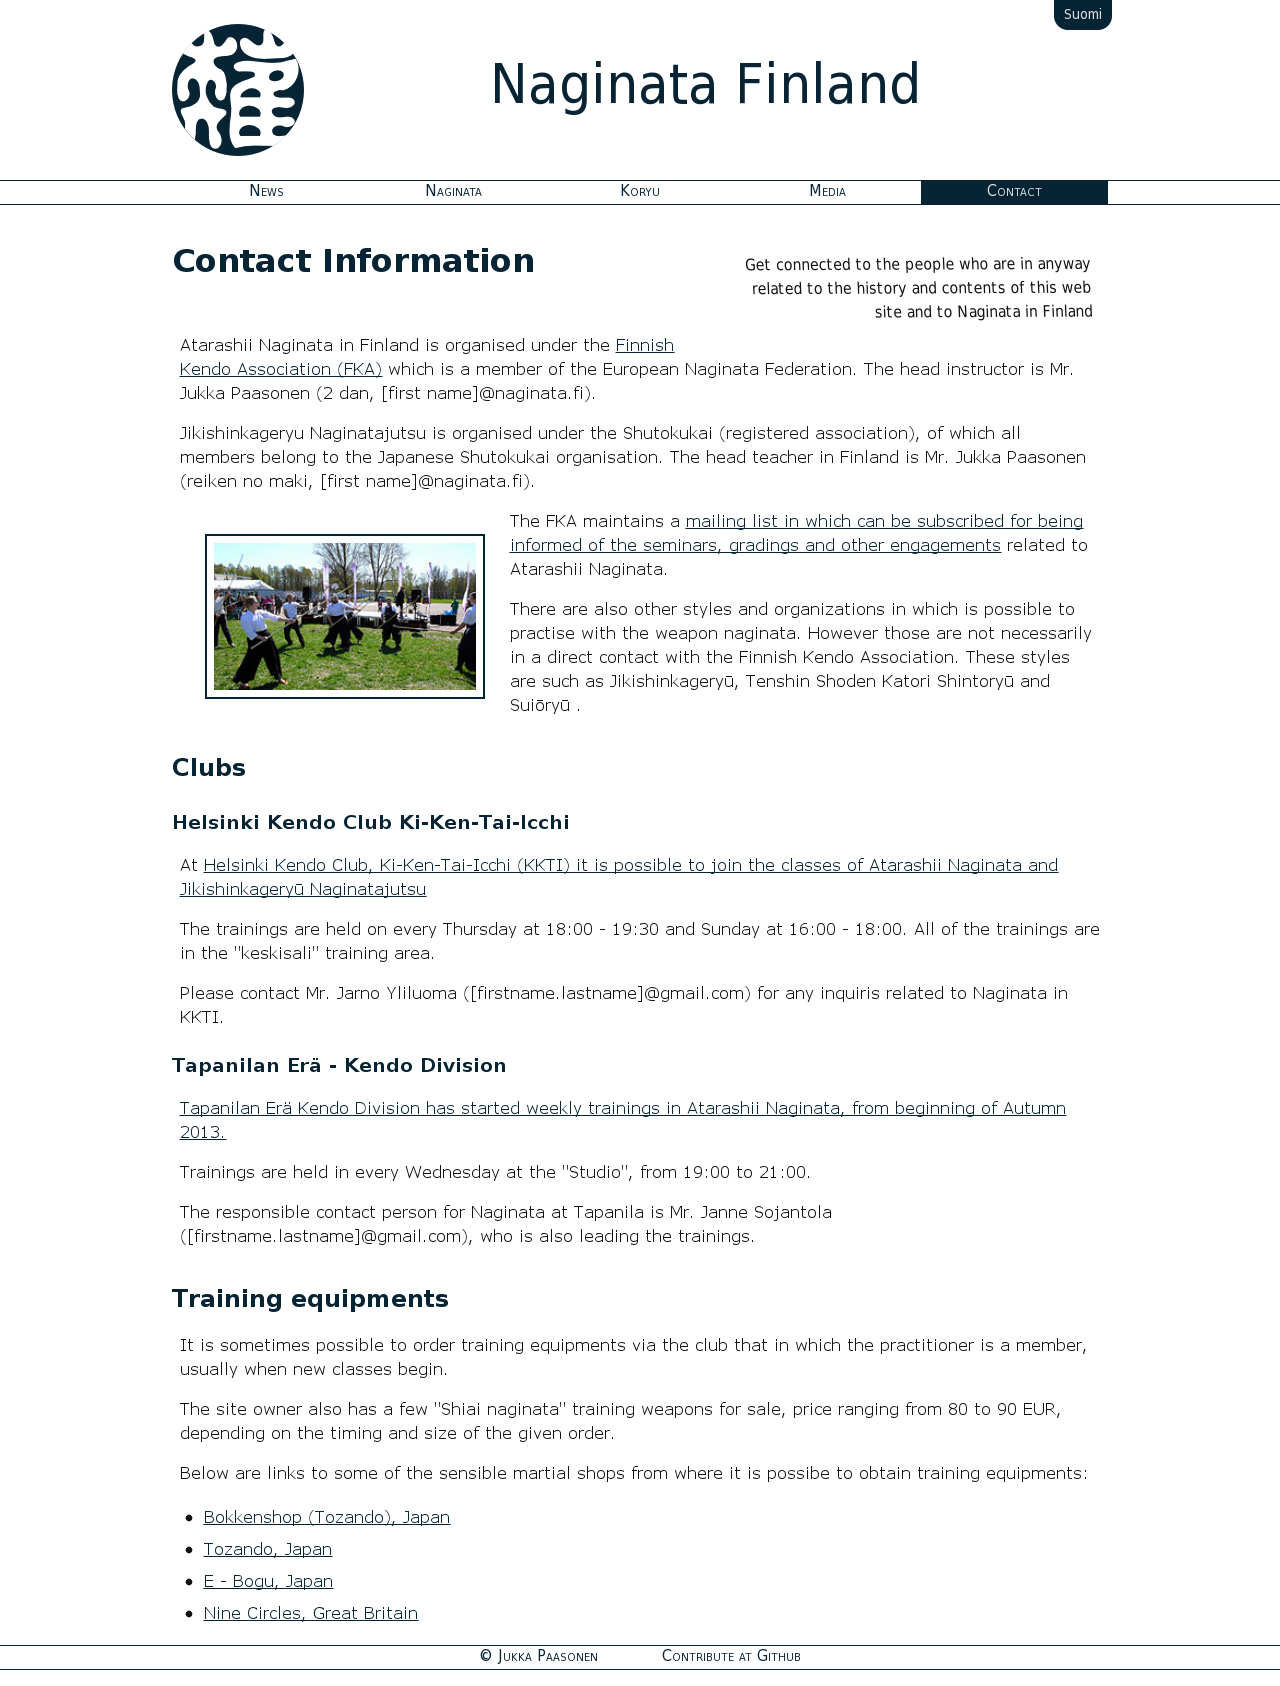 Suomi
Naginata Finland
News Naginata Koryu Media Contact
Contact Information
Get connected to the people who are in anyway
related to the history and contents of this web
site and to Naginata in Finland
Atarashii Naginata in Finland is organised under the Finnish
Kendo Association (FKA) which is a member of the European Naginata Federation. The head instructor is Mr.
Jukka Paasonen (2 dan, [first name]@naginata.fi).
Jikishinkageryu Naginatajutsu is organised under the Shutokukai (registered association), of which all
members belong to the Japanese Shutokukai organisation. The head teacher in Finland is Mr. Jukka Paasonen
(reiken no maki, [first name]@naginata.fi).
The FKA maintains a mailing list in which can be subscribed for being
informed of the seminars, gradings and other engagements related to
Atarashii Naginata.
There are also other styles and organizations in which is possible to
practise with the weapon naginata. However those are not necessarily
in a direct contact with the Finnish Kendo Association. These styles
are such as Jikishinkageryū, Tenshin Shoden Katori Shintoryū and
Suiōryū .
Clubs
Helsinki Kendo Club Ki-Ken-Tai-Icchi
At Helsinki Kendo Club, Ki-Ken-Tai-Icchi (KKTI) it is possible to join the classes of Atarashii Naginata and
Jikishinkageryū Naginatajutsu
The trainings are held on every Thursday at 18:00 - 19:30 and Sunday at 16:00 - 18:00. All of the trainings are
in the "keskisali" training area.
Please contact Mr. Jarno Yliluoma ([firstname.lastname]@gmail.com) for any inquiris related to Naginata in
KKTI.
Tapanilan Erä - Kendo Division
Tapanilan Erä Kendo Division has started weekly trainings in Atarashii Naginata, from beginning of Autumn
2013.
Trainings are held in every Wednesday at the "Studio", from 19:00 to 21:00.
The responsible contact person for Naginata at Tapanila is Mr. Janne Sojantola
([firstname.lastname]@gmail.com), who is also leading the trainings.
Training equipments
It is sometimes possible to order training equipments via the club that in which the practitioner is a member,
usually when new classes begin.
The site owner also has a few "Shiai naginata" training weapons for sale, price ranging from 80 to 90 EUR,
depending on the timing and size of the given order.
Below are links to some of the sensible martial shops from where it is possibe to obtain training equipments:
• Bokkenshop (Tozando), Japan
• Tozando, Japan
• E - Bogu, Japan
• Nine Circles, Great Britain
© Jukka Paasonen Contribute at Github